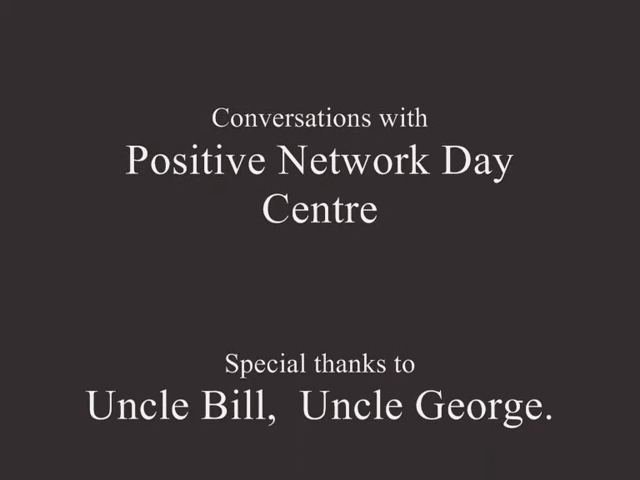 Conversations with
Positive Network Day
Centre
Special thanks to
Uncle Bill,  Uncle George.